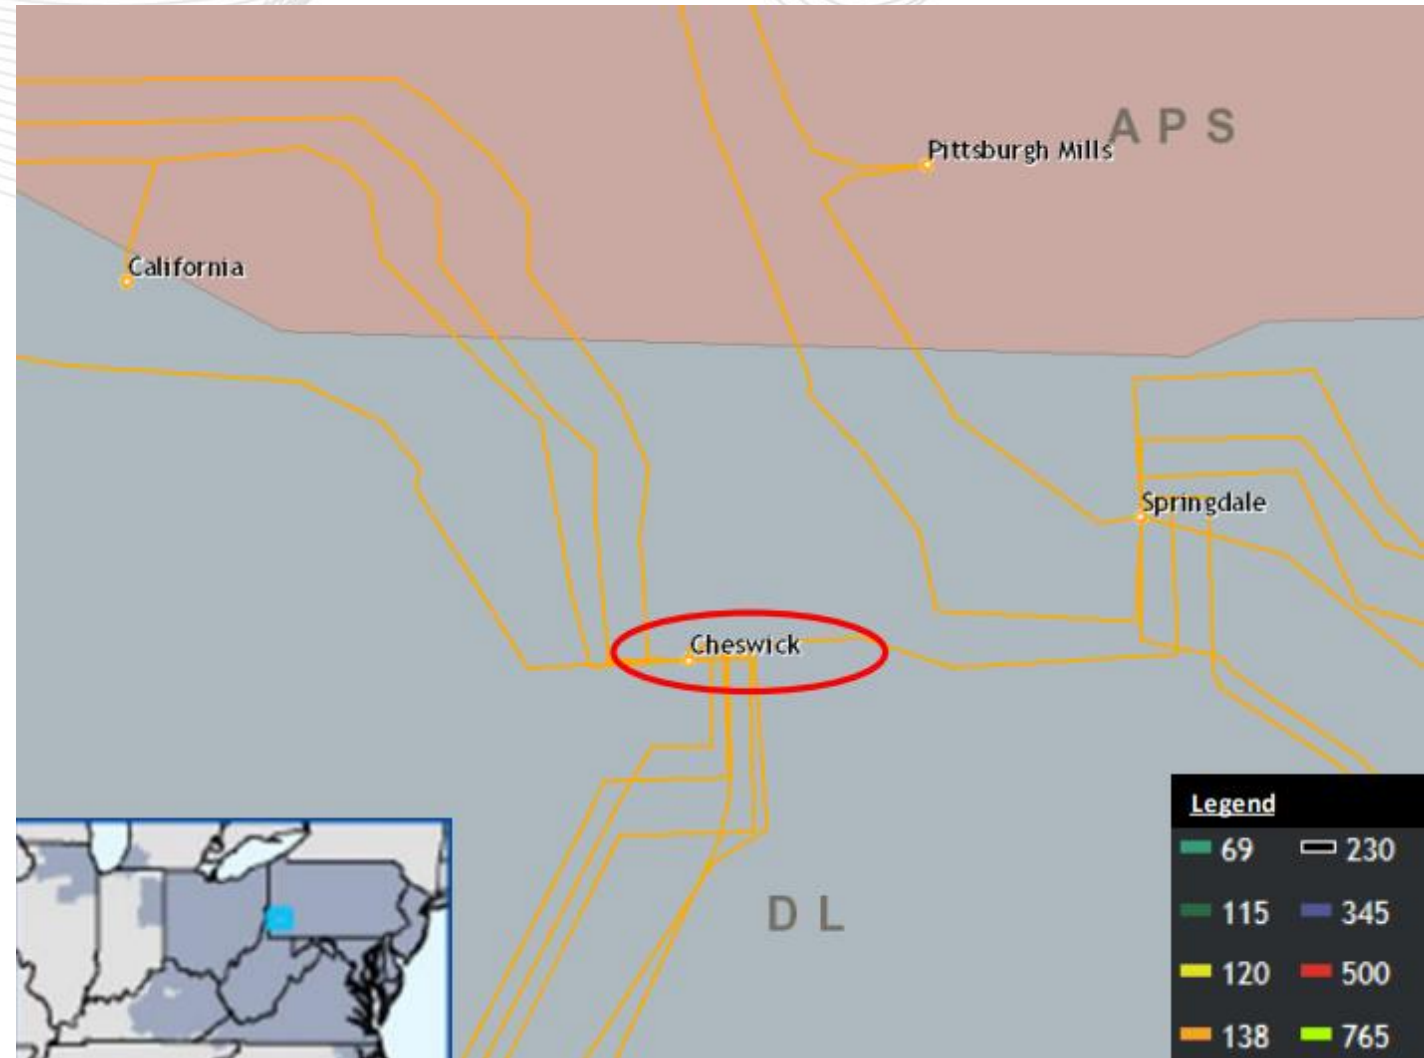 A P S
Pittsburgh Mills
California
Springdale
Cheswick
D L
Legend
69 230
115 345
120 500
138 765